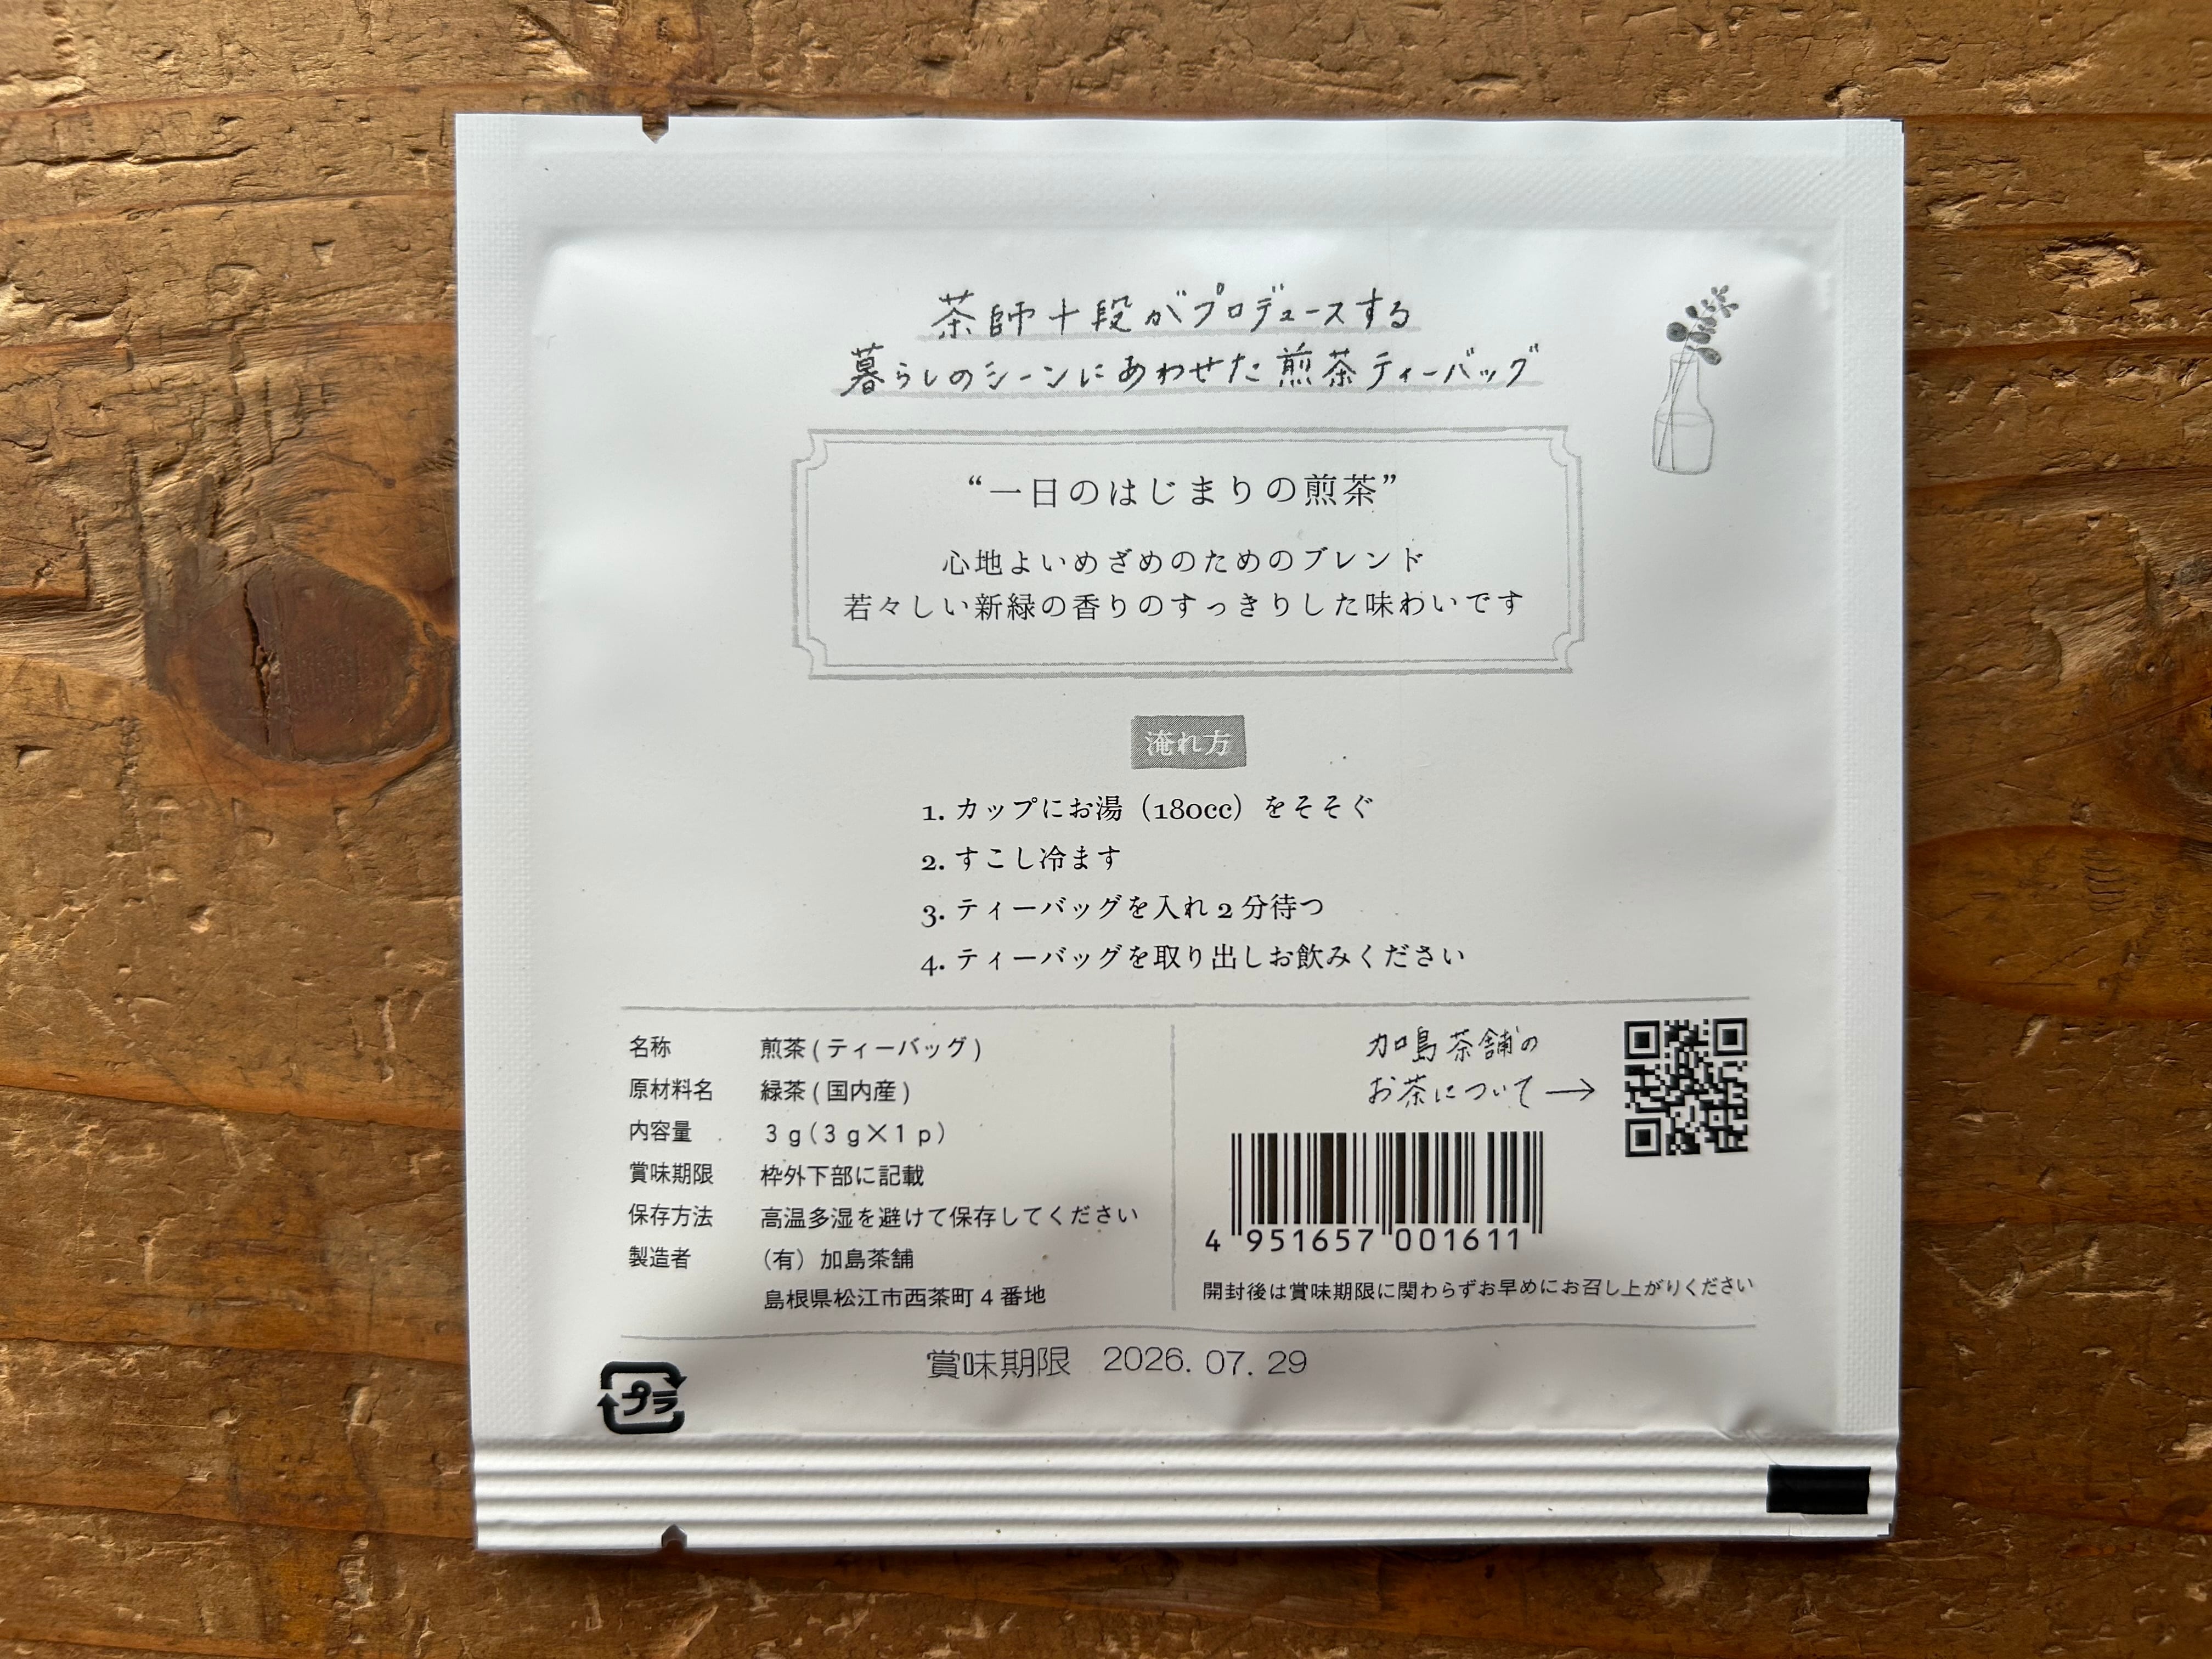 茶師十段がプロデュースする
暮らしのシーンにあわせた煎茶ティーバッグ
“一日のはじまりの煎茶”
心地よいめざめのためのブレンド
若々しい新緑の香りのすっきりした味わいです
淹れ方
1. カップにお湯（180cc）をそそぐ
2. すこし冷ます
3. ティーバッグを入れ 2 分待つ
4. ティーバッグを取り出しお飲みください
名称 煎茶 ( ティーバッグ )
原材料名 緑茶 ( 国内産 )
内容量 3ｇ(3ｇ×1ｐ)
賞味期限 枠外下部に記載
保存方法 高温多湿を避けて保存してください
製造者 （有）加島茶舗
島根県松江市西茶町 4 番地
加島茶舗の
お茶について→
4 951657 001611
開封後は賞味期限に関わらずお早めにお召し上がりください
賞味期限 2026. 07. 29
プラ